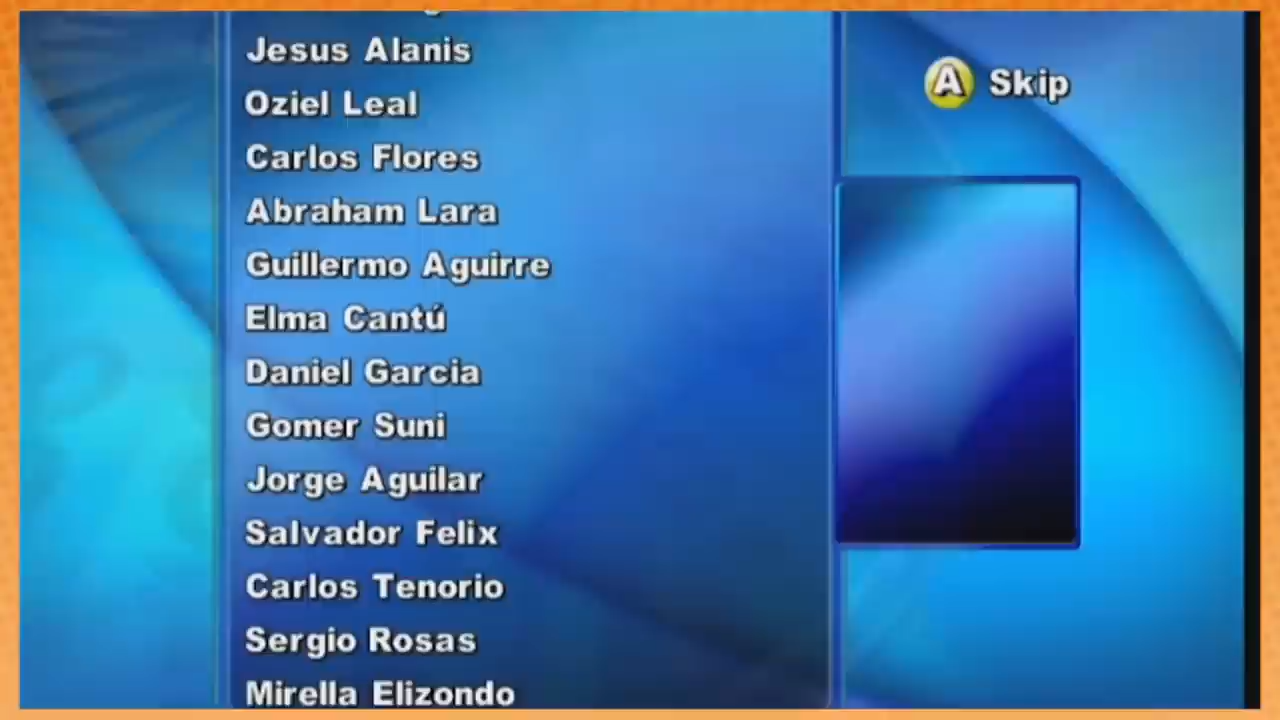 Jesus Alanis
Oziel Leal
Carlos Flores
Abraham Lara
Guillermo Aguirre
Elma Cantú
Daniel Garcia
Gomer Suni
Jorge Aguilar
Salvador Felix
Carlos Tenorio
Sergio Rosas
Mirella Elizondo
A Skip